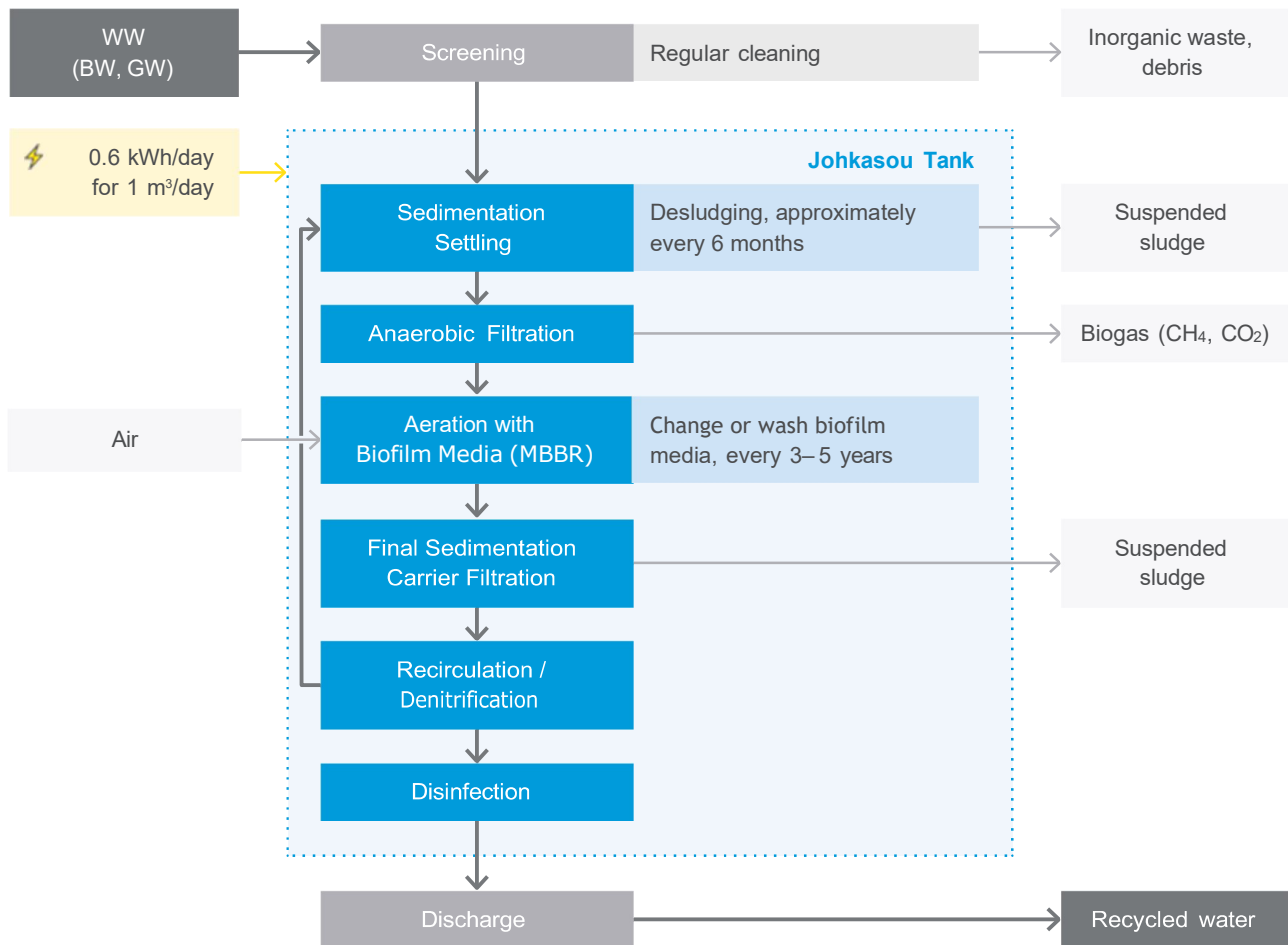 WW
(BW, GW)
Screening
Regular cleaning
Inorganic waste,
debris
0.6 kWh/day
for 1 m³/day
Johkasou Tank
Sedimentation
Settling
Desludging, approximately
every 6 months
Suspended
sludge
Anaerobic Filtration
Biogas (CH₄, CO₂)
Air
Aeration with
Biofilm Media (MBBR)
Change or wash biofilm
media, every 3–5 years
Final Sedimentation
Carrier Filtration
Suspended
sludge
Recirculation /
Denitrification
Disinfection
Discharge
Recycled water